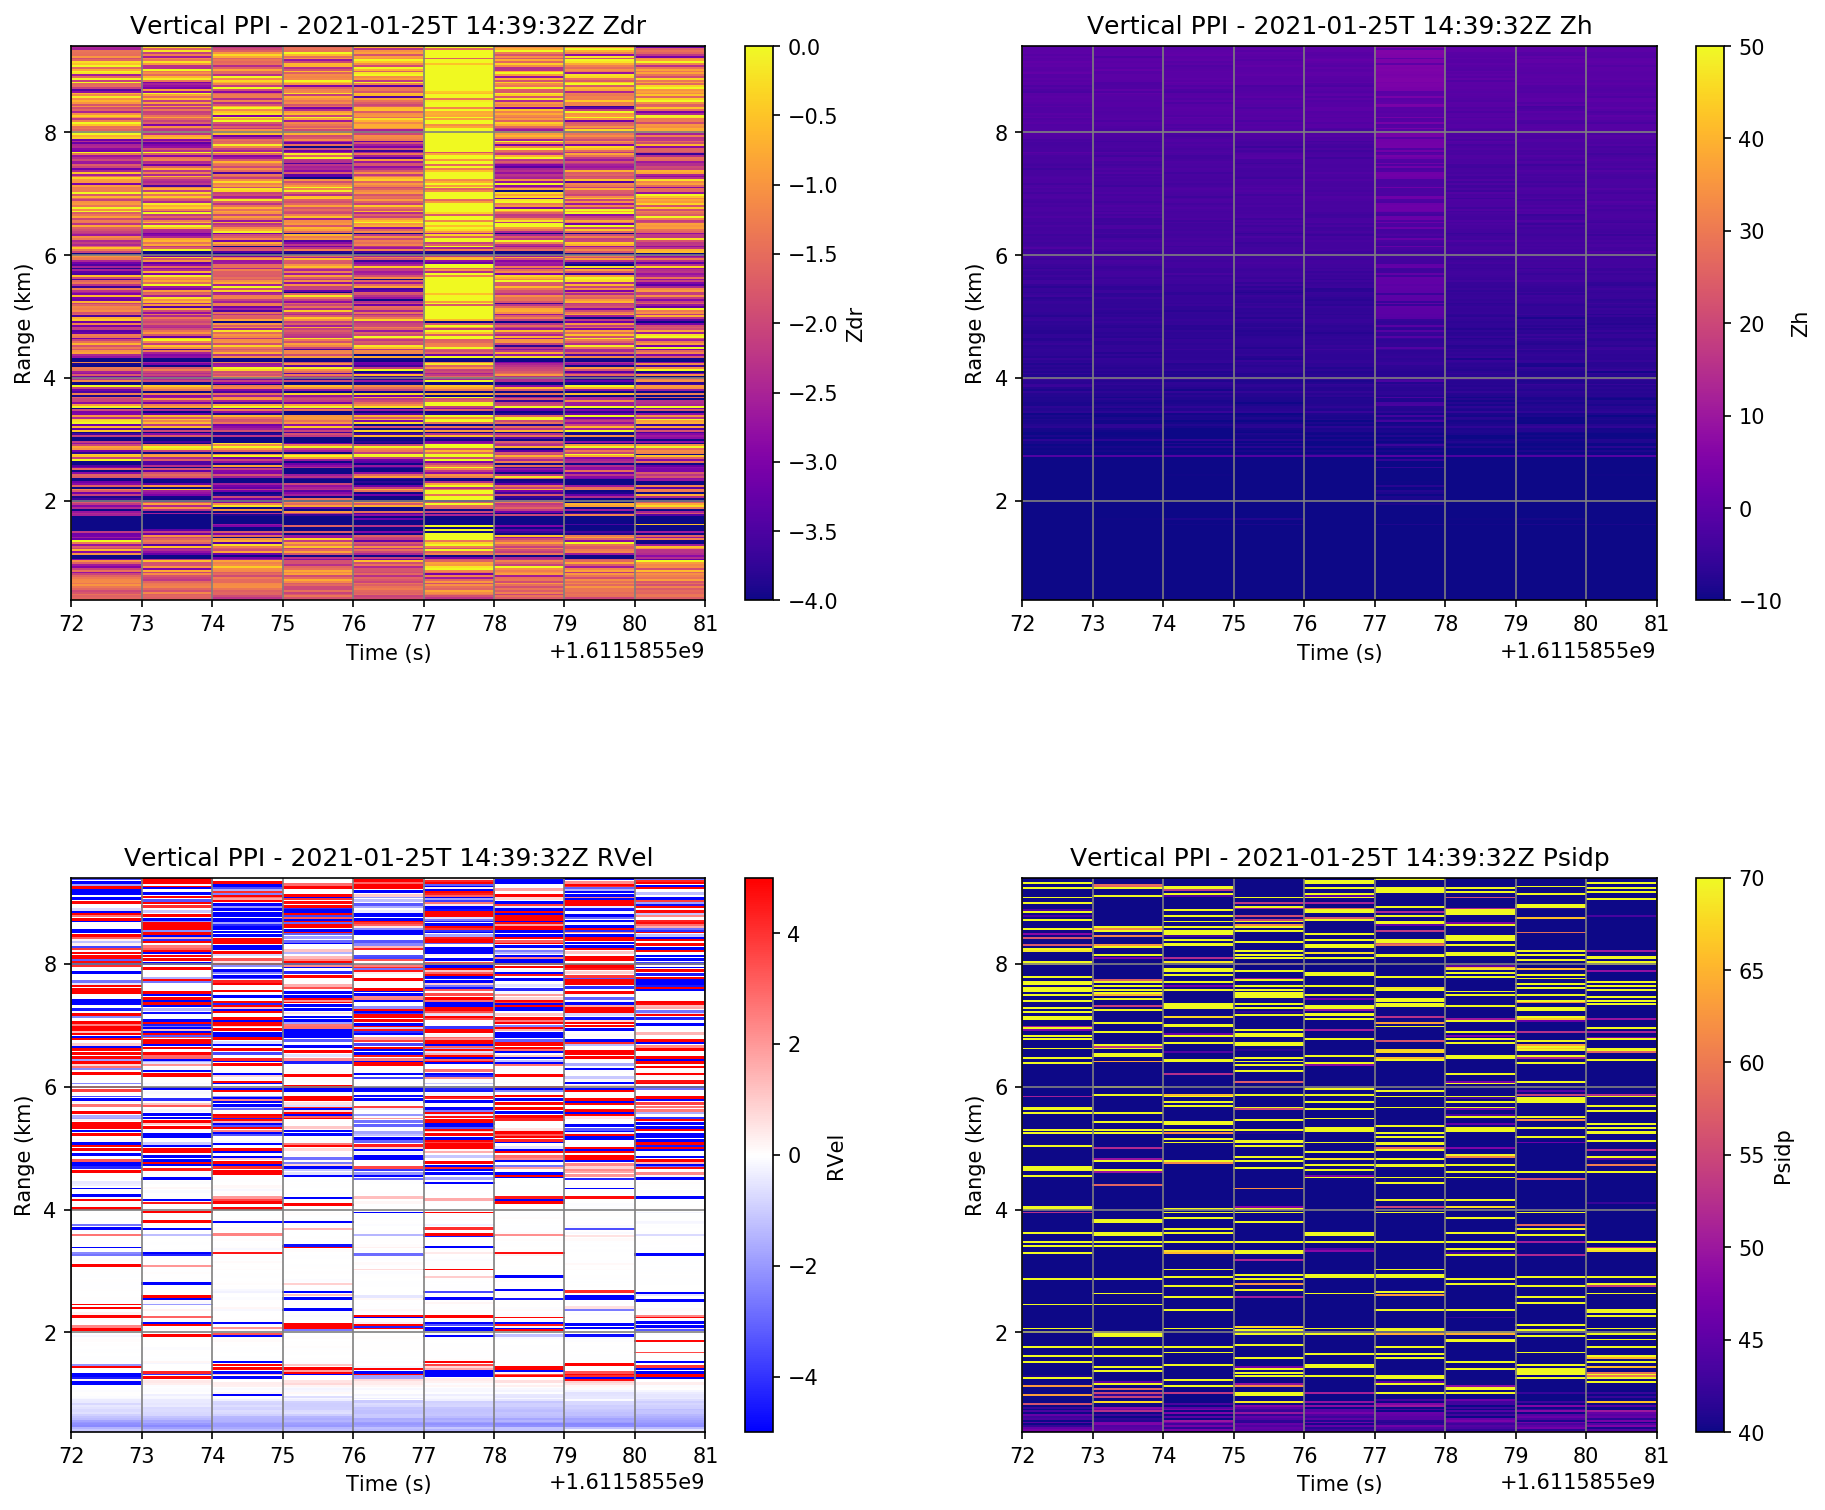 Vertical PPI - 2021-01-25T 14:39:32Z Zdr
Range (km)
8
6
4
2
72 73 74 75 76 77 78 79 80 81
Time (s)
+1.6115855e9
0.0
−0.5
−1.0
−1.5
−2.0
−2.5
−3.0
−3.5
−4.0
Zdr
Vertical PPI - 2021-01-25T 14:39:32Z Zh
Range (km)
8
6
4
2
72 73 74 75 76 77 78 79 80 81
Time (s)
+1.6115855e9
50
40
30
20
10
0
−10
Zh
Vertical PPI - 2021-01-25T 14:39:32Z RVel
Range (km)
8
6
4
2
72 73 74 75 76 77 78 79 80 81
Time (s)
+1.6115855e9
4
2
0
−2
−4
RVel
Vertical PPI - 2021-01-25T 14:39:32Z Psidp
Range (km)
8
6
4
2
72 73 74 75 76 77 78 79 80 81
Time (s)
+1.6115855e9
70
65
60
55
50
45
40
Psidp